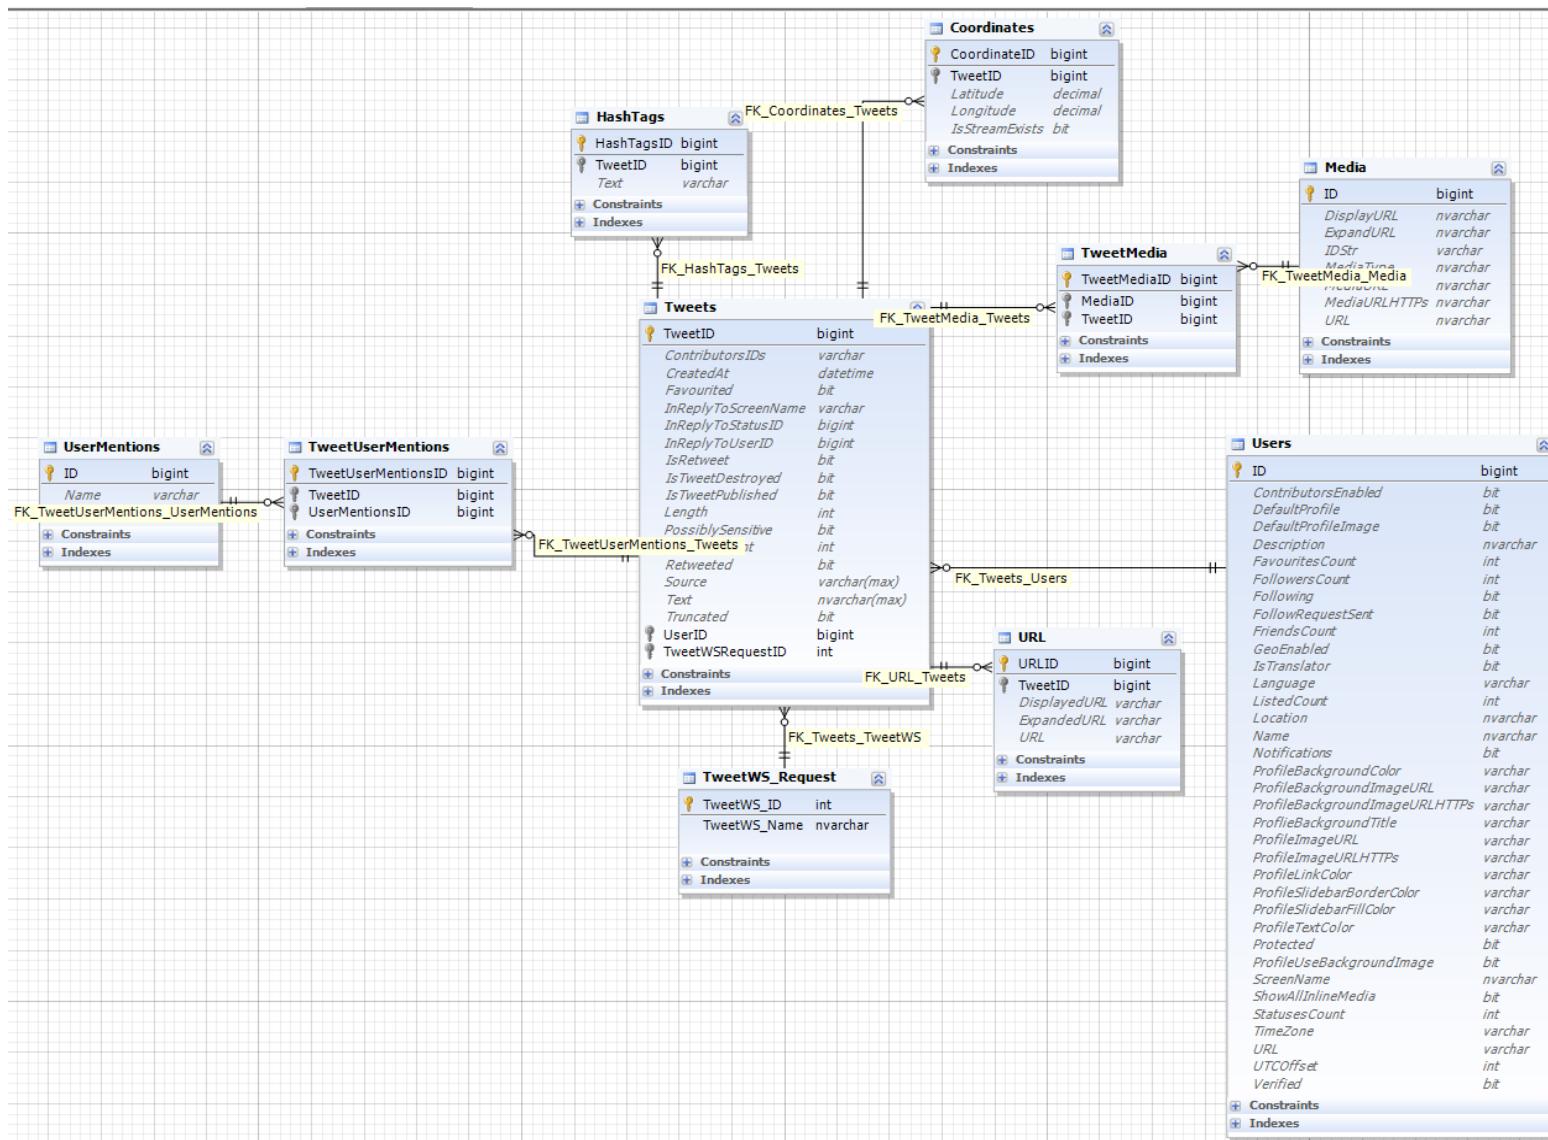 Coordinates
CoordinateID bigint
TweetID bigint
Latitude decimal
Longitude decimal
IsStreamExists bit
Constraints
Indexes
FK_Coordinates_Tweets
HashTags
HashTagsID bigint
TweetID bigint
Text varchar
Constraints
Indexes
FK_HashTags_Tweets
Media
ID bigint
DisplayURL nvarchar
ExpandURL nvarchar
IDStr varchar
nvarchar
FK_TweetMedia_Media
nvarchar
MediaURLHTTPs nvarchar
URL nvarchar
Constraints
Indexes
TweetMedia
TweetMediaID bigint
MediaID bigint
TweetID bigint
Constraints
Indexes
FK_TweetMedia_Tweets
Tweets
TweetID bigint
ContributorsIDs varchar
CreatedAt datetime
Favourited bit
InReplyToScreenName varchar
InReplyToStatusID bigint
InReplyToUserID bigint
IsRetweet bit
IsTweetDestroyed bit
IsTweetPublished bit
Length int
PossiblySensitive bit
int
Retweeted bit
Source varchar(max)
Text nvarchar(max)
Truncated bit
UserID bigint
TweetWSRequestID int
Constraints
Indexes
UserMentions
ID bigint
Name varchar
FK_TweetUserMentions_UserMentions
Constraints
Indexes
TweetUserMentions
TweetUserMentionsID bigint
TweetID bigint
UserMentionsID bigint
Constraints
Indexes
FK_TweetUserMentions_Tweets
FK_Tweets_Users
FK_URL_Tweets
URL
URLID bigint
TweetID bigint
DisplayedURL varchar
ExpandedURL varchar
URL varchar
Constraints
Indexes
FK_Tweets_TweetWS
TweetWS_Request
TweetWS_ID int
TweetWS_Name nvarchar
Constraints
Indexes
Users
ID bigint
ContributorsEnabled bit
DefaultProfile bit
DefaultProfileImage bit
Description nvarchar
FavouritesCount int
FollowersCount int
Following bit
FollowRequestSent bit
FriendsCount int
GeoEnabled bit
IsTranslator bit
Language varchar
ListedCount int
Location nvarchar
Name nvarchar
Notifications bit
ProfileBackgroundColor varchar
ProfileBackgroundImageURL varchar
ProfileBackgroundImageURLHTTPs varchar
ProflieBackgroundTitle varchar
ProfileImageURL varchar
ProfileImageURLHTTPs varchar
ProfileLinkColor varchar
ProfileSlidebarBorderColor varchar
ProfileSlidebarFillColor varchar
ProfileTextColor varchar
Protected bit
ProfileUseBackgroundImage bit
ScreenName nvarchar
ShowAllInlineMedia bit
StatusesCount int
TimeZone varchar
URL varchar
UTCOffset int
Verified bit
Constraints
Indexes